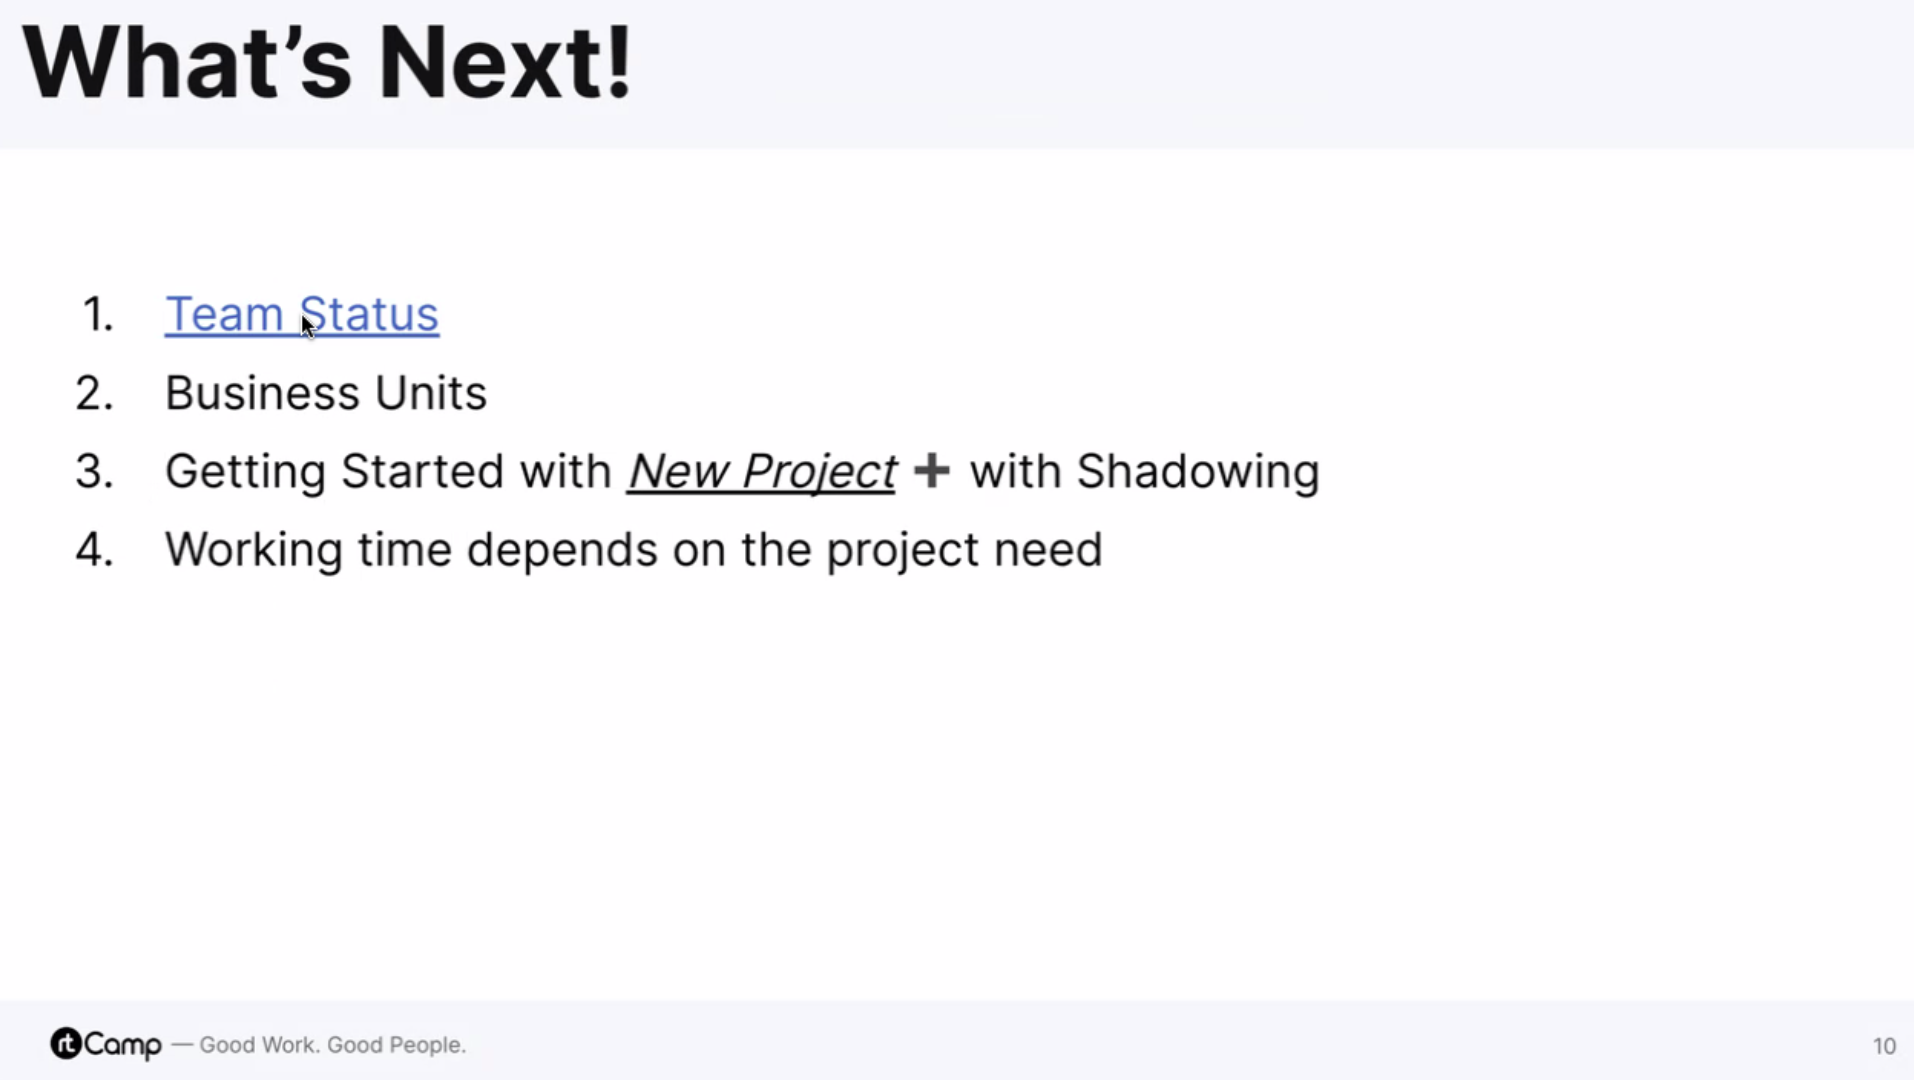 What’s Next!
1. Team Status
2. Business Units
3. Getting Started with New Project ➕ with Shadowing
4. Working time depends on the project need
rtCamp — Good Work. Good People.
10